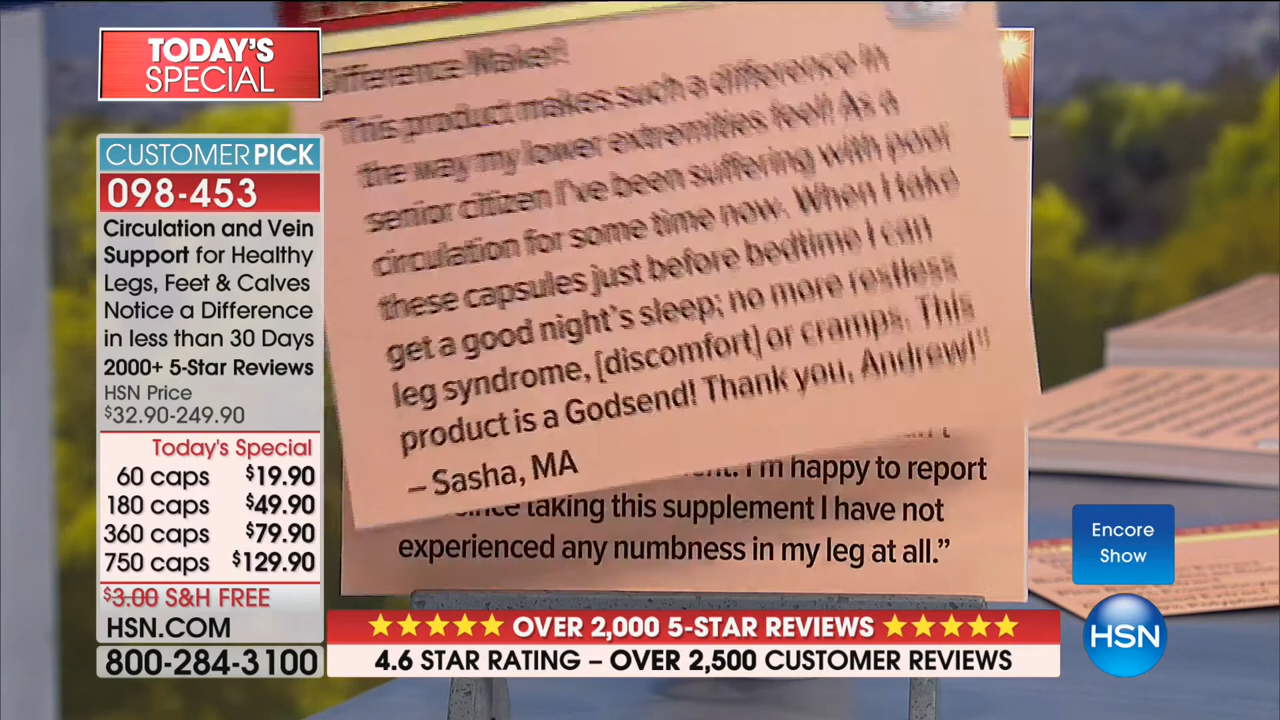 TODAY'S
SPECIAL
CUSTOMER PICK
098-453
Circulation and Vein
Support for Healthy
Legs, Feet & Calves
Notice a Difference
in less than 30 Days
2000+ 5-Star Reviews
HSN Price
$32.90-249.90
Today's Special
60 caps $19.90
180 caps $49.90
360 caps $79.90
750 caps $129.90
$3.00 S&H FREE
HSN.COM
800-284-3100
Difference Maker!
"This product makes such a difference in
the way my lower extremities feel! As a
senior citizen I've been suffering with poor
circulation for some time now. When I take
these capsules just before bedtime I can
get a good night's sleep; no more restless
leg syndrome, [discomfort] or cramps. This
product is a Godsend! Thank you, Andrew!"
– Sasha, MA
I'm happy to report
taking this supplement I have not
experienced any numbness in my leg at all."
Encore
Show
HSN
OVER 2,000 5-STAR REVIEWS
4.6 STAR RATING – OVER 2,500 CUSTOMER REVIEWS